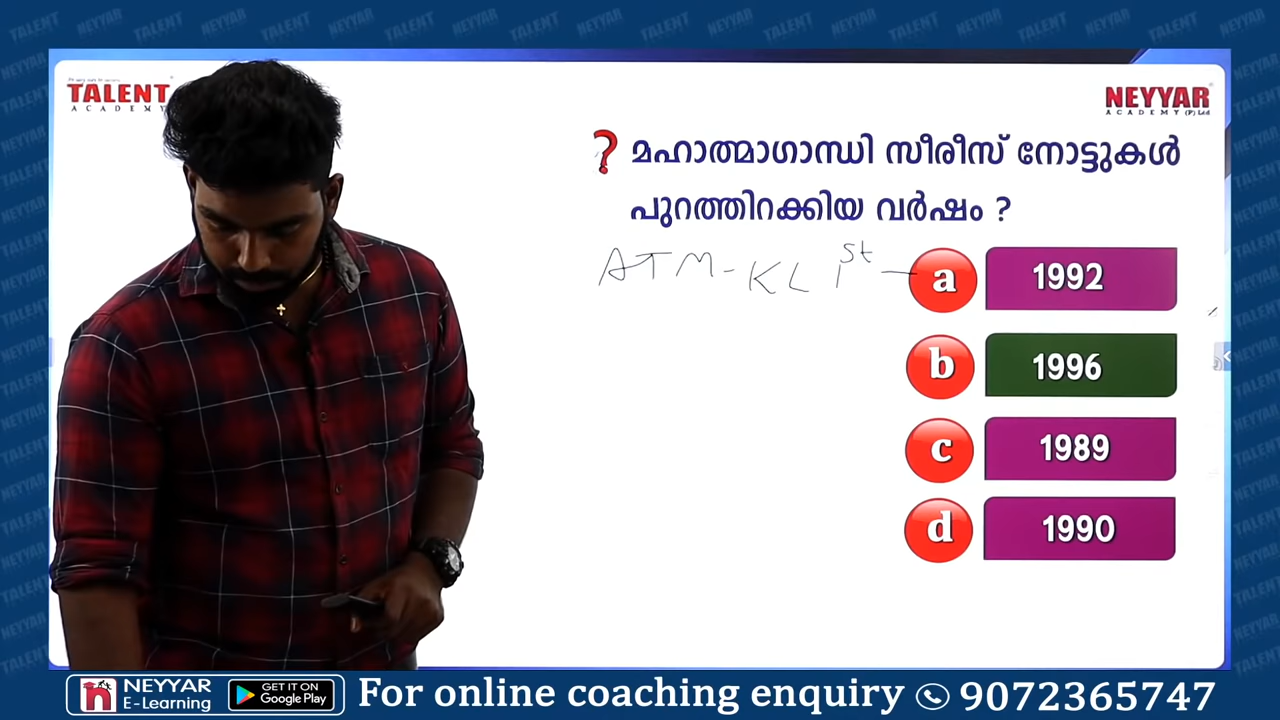 TALENT
ACADEMY
NEYYAR
ACADEMY (P) Ltd
? മഹാത്മാഗാന്ധി സീരീസ് നോട്ടുകൾ
പുറത്തിറക്കിയ വർഷം ?
ATM - KL 1st
a 1992
b 1996
c 1989
d 1990
NEYYAR
E-Learning
GET IT ON
Google Play
For online coaching enquiry 9072365747